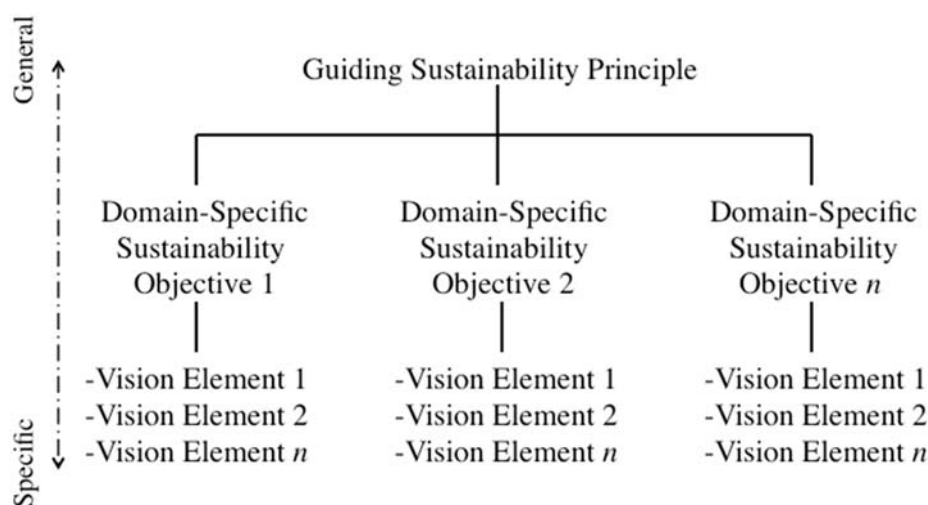 General
Guiding Sustainability Principle
Domain-Specific
Sustainability
Objective 1
Domain-Specific
Sustainability
Objective 2
Domain-Specific
Sustainability
Objective n
-Vision Element 1
-Vision Element 2
-Vision Element n
-Vision Element 1
-Vision Element 2
-Vision Element n
-Vision Element 1
-Vision Element 2
-Vision Element n
Specific